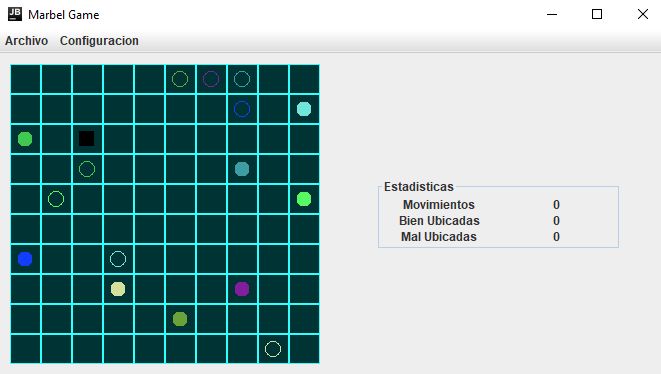 JB Marbel Game
Archivo Configuracion
Estadisticas
Movimientos 0
Bien Ubicadas 0
Mal Ubicadas 0